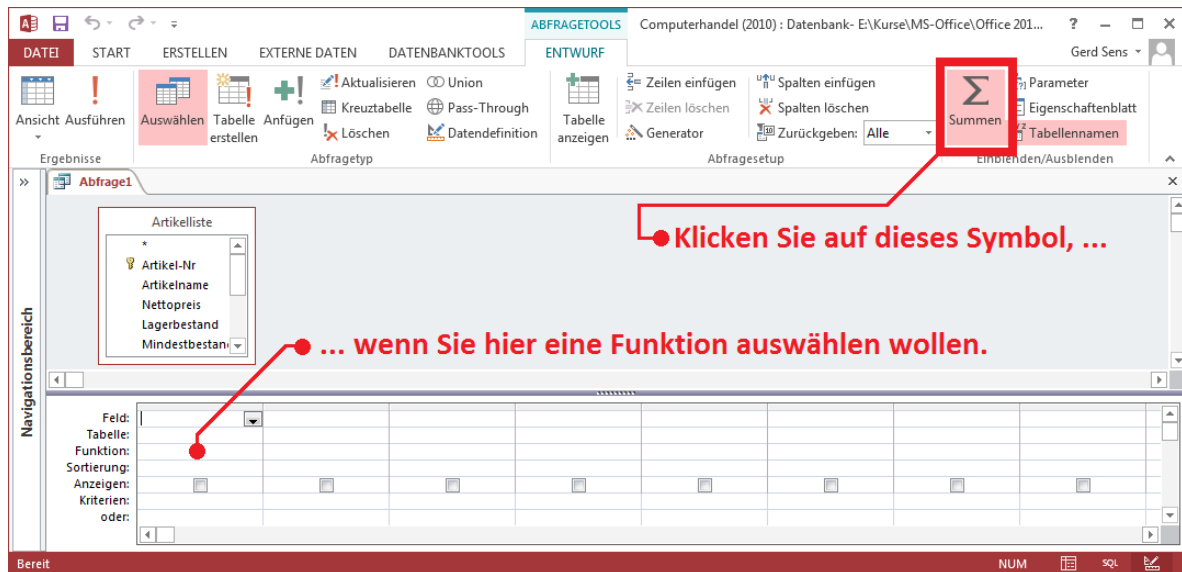 ABFRAGETOOLS Computerhandel (2010) : Datenbank- E:\Kurse\MS-Office\Office 201... ?
DATEI START ERSTELLEN EXTERNE DATEN DATENBANKTOOLS ENTWURF Gerd Sens
Ansicht Ausführen Auswählen Tabelle erstellen Anfügen
Aktualisieren Union
Kreuztabelle Pass-Through
Löschen Datendefinition
Tabelle anzeigen
Zeilen einfügen Spalten einfügen
Zeilen löschen Spalten löschen
Generator Zurückgeben: Alle
Σ
Summen
Parameter
Eigenschaftenblatt
Tabellennamen
Ergebnisse Abfragetyp Abfragesetup Einblenden/Ausblenden
» Abfrage1
Artikelliste
*
Artikel-Nr
Artikelname
Nettopreis
Lagerbestand
Mindestbestan
Klicken Sie auf dieses Symbol, ...
... wenn Sie hier eine Funktion auswählen wollen.
Navigationsbereich
Feld:
Tabelle:
Funktion:
Sortierung:
Anzeigen:
Kriterien:
oder:
Bereit NUM SQL